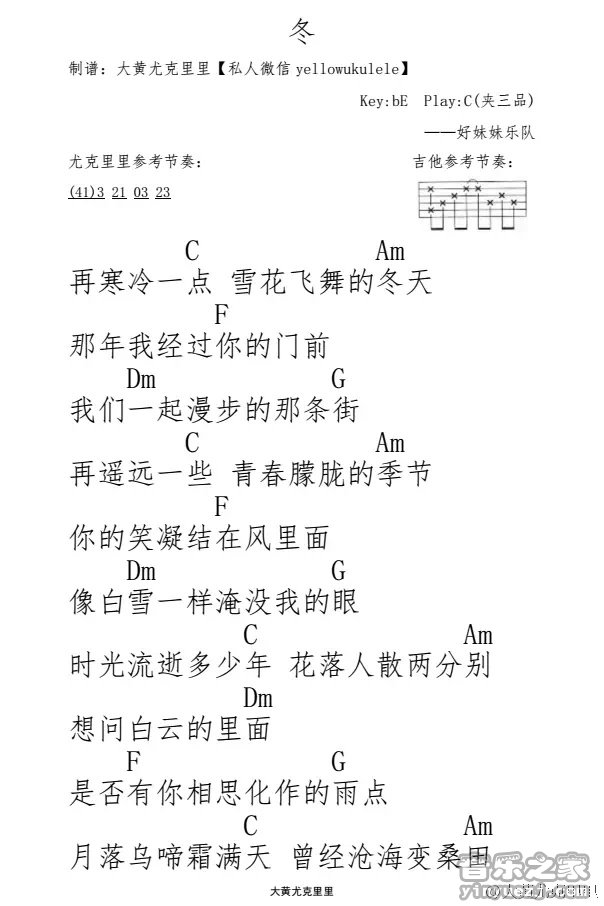 冬
制谱：大黄尤克里里【私人微信 yellowukulele】
Key:bE Play:C(夹三品)
——好妹妹乐队
尤克里里参考节奏： 吉他参考节奏：
(41)3 21 03 23
C Am
再寒冷一点 雪花飞舞的冬天
F
那年我经过你的门前
Dm G
我们一起漫步的那条街
C Am
再遥远一些 青春朦胧的季节
F
你的笑凝结在风里面
Dm G
像白雪一样淹没我的眼
C Am
时光流逝多少年 花落人散两分别
Dm
想问白云的里面
F G
是否有你相思化作的雨点
C Am
月落乌啼霜满天 曾经沧海变桑田
音乐之家
大黄尤克里里